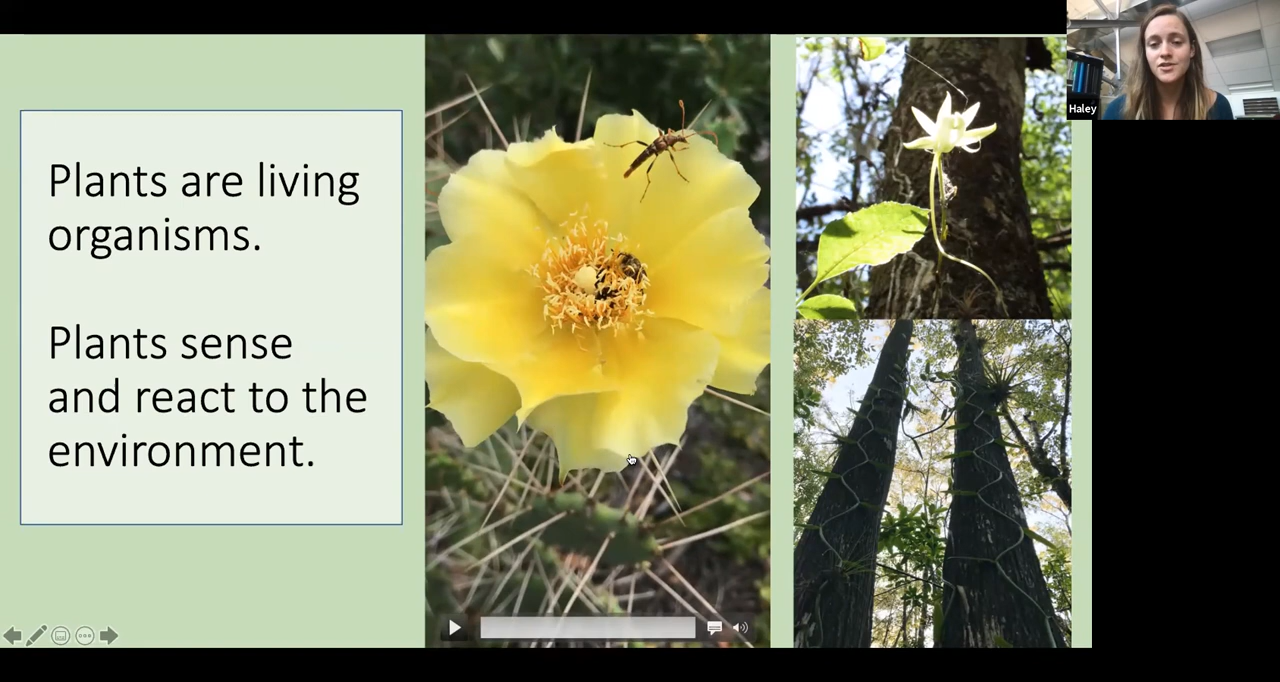 Plants are living
organisms.
Plants sense
and react to the
environment.
Haley